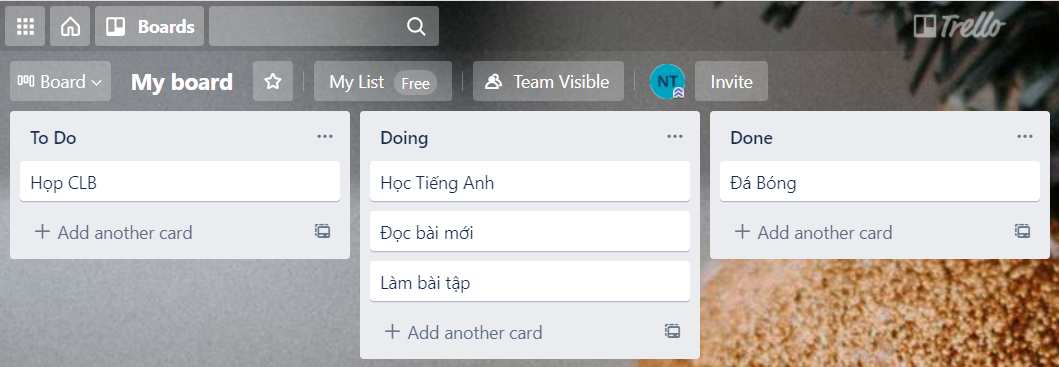 Boards
Trello
Board
My board
My List Free
Team Visible
NT
Invite
To Do
Họp CLB
+ Add another card
Doing
Học Tiếng Anh
Đọc bài mới
Làm bài tập
+ Add another card
Done
Đá Bóng
+ Add another card